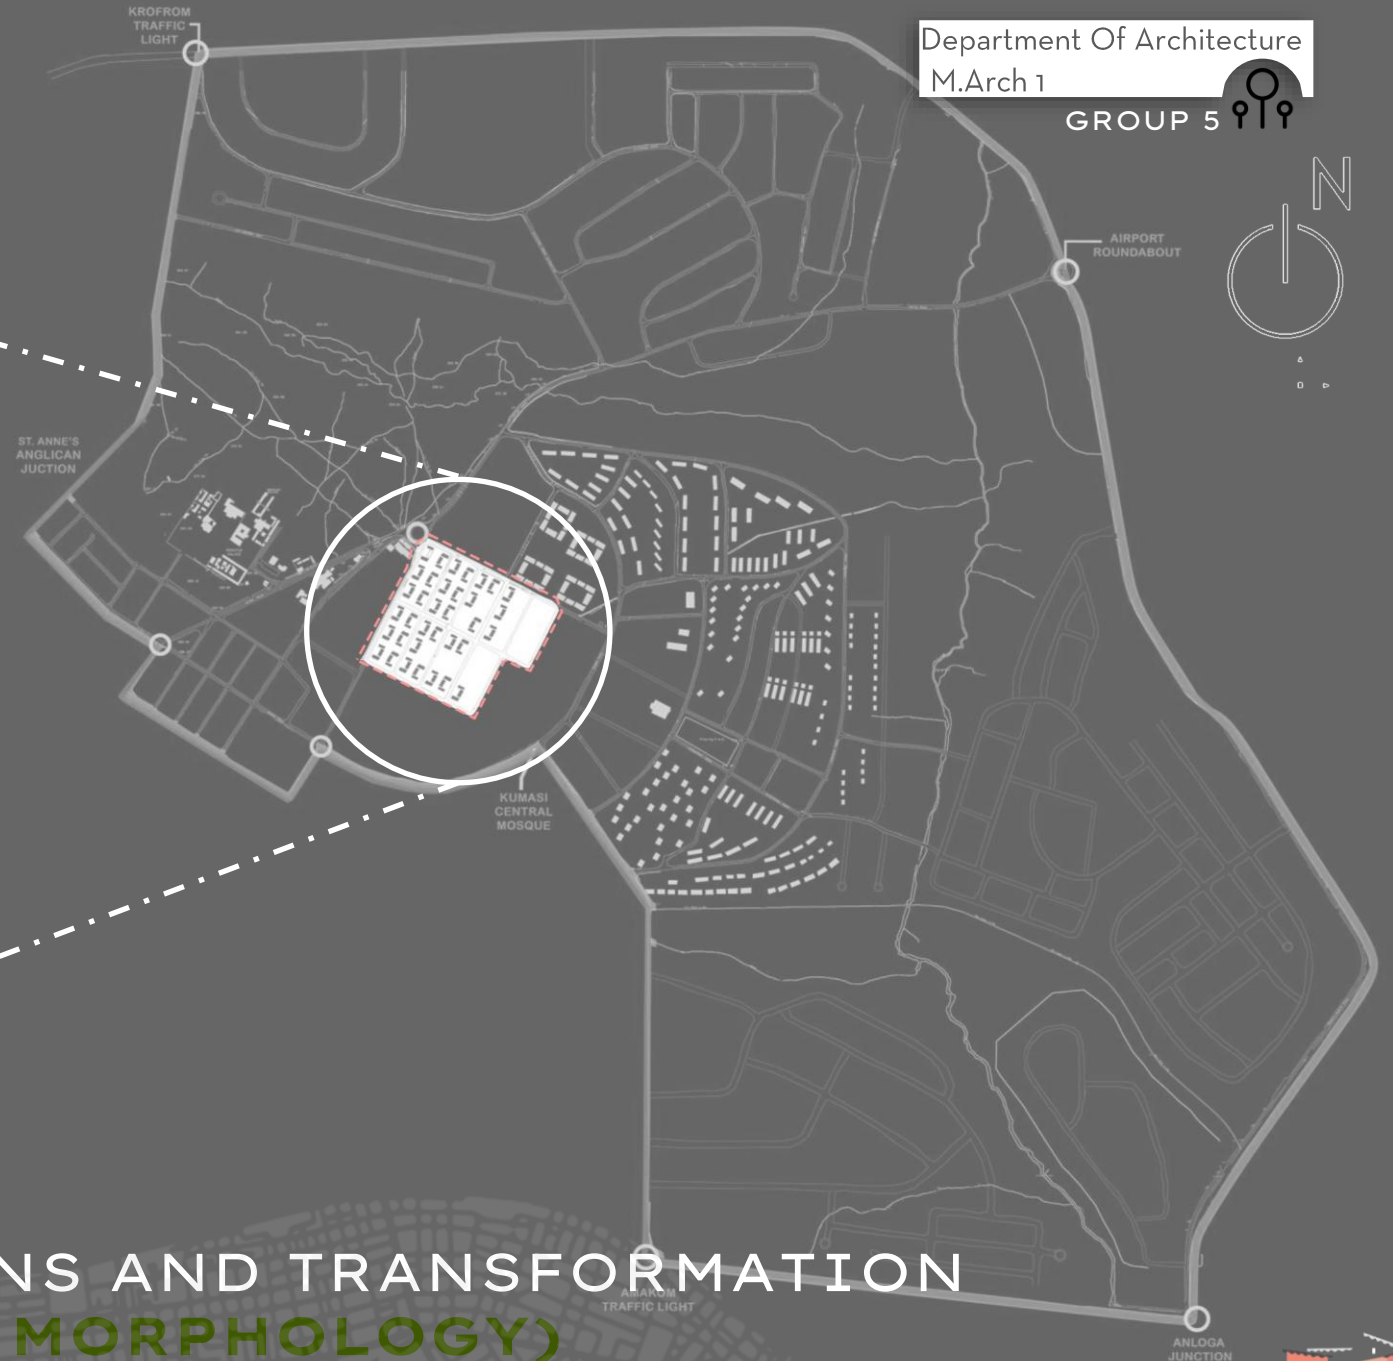 KROFROM
TRAFFIC
LIGHT
Department Of Architecture
M.Arch 1
GROUP 5
N
AIRPORT
ROUNDABOUT
ST. ANNE'S
ANGLICAN
JUCTION
KUMASI
CENTRAL
MOSQUE
NS AND TRANSFORMATION
AMAKOM
TRAFFIC LIGHT
MORPHOLOGY)
ANLOGA
JUNCTION